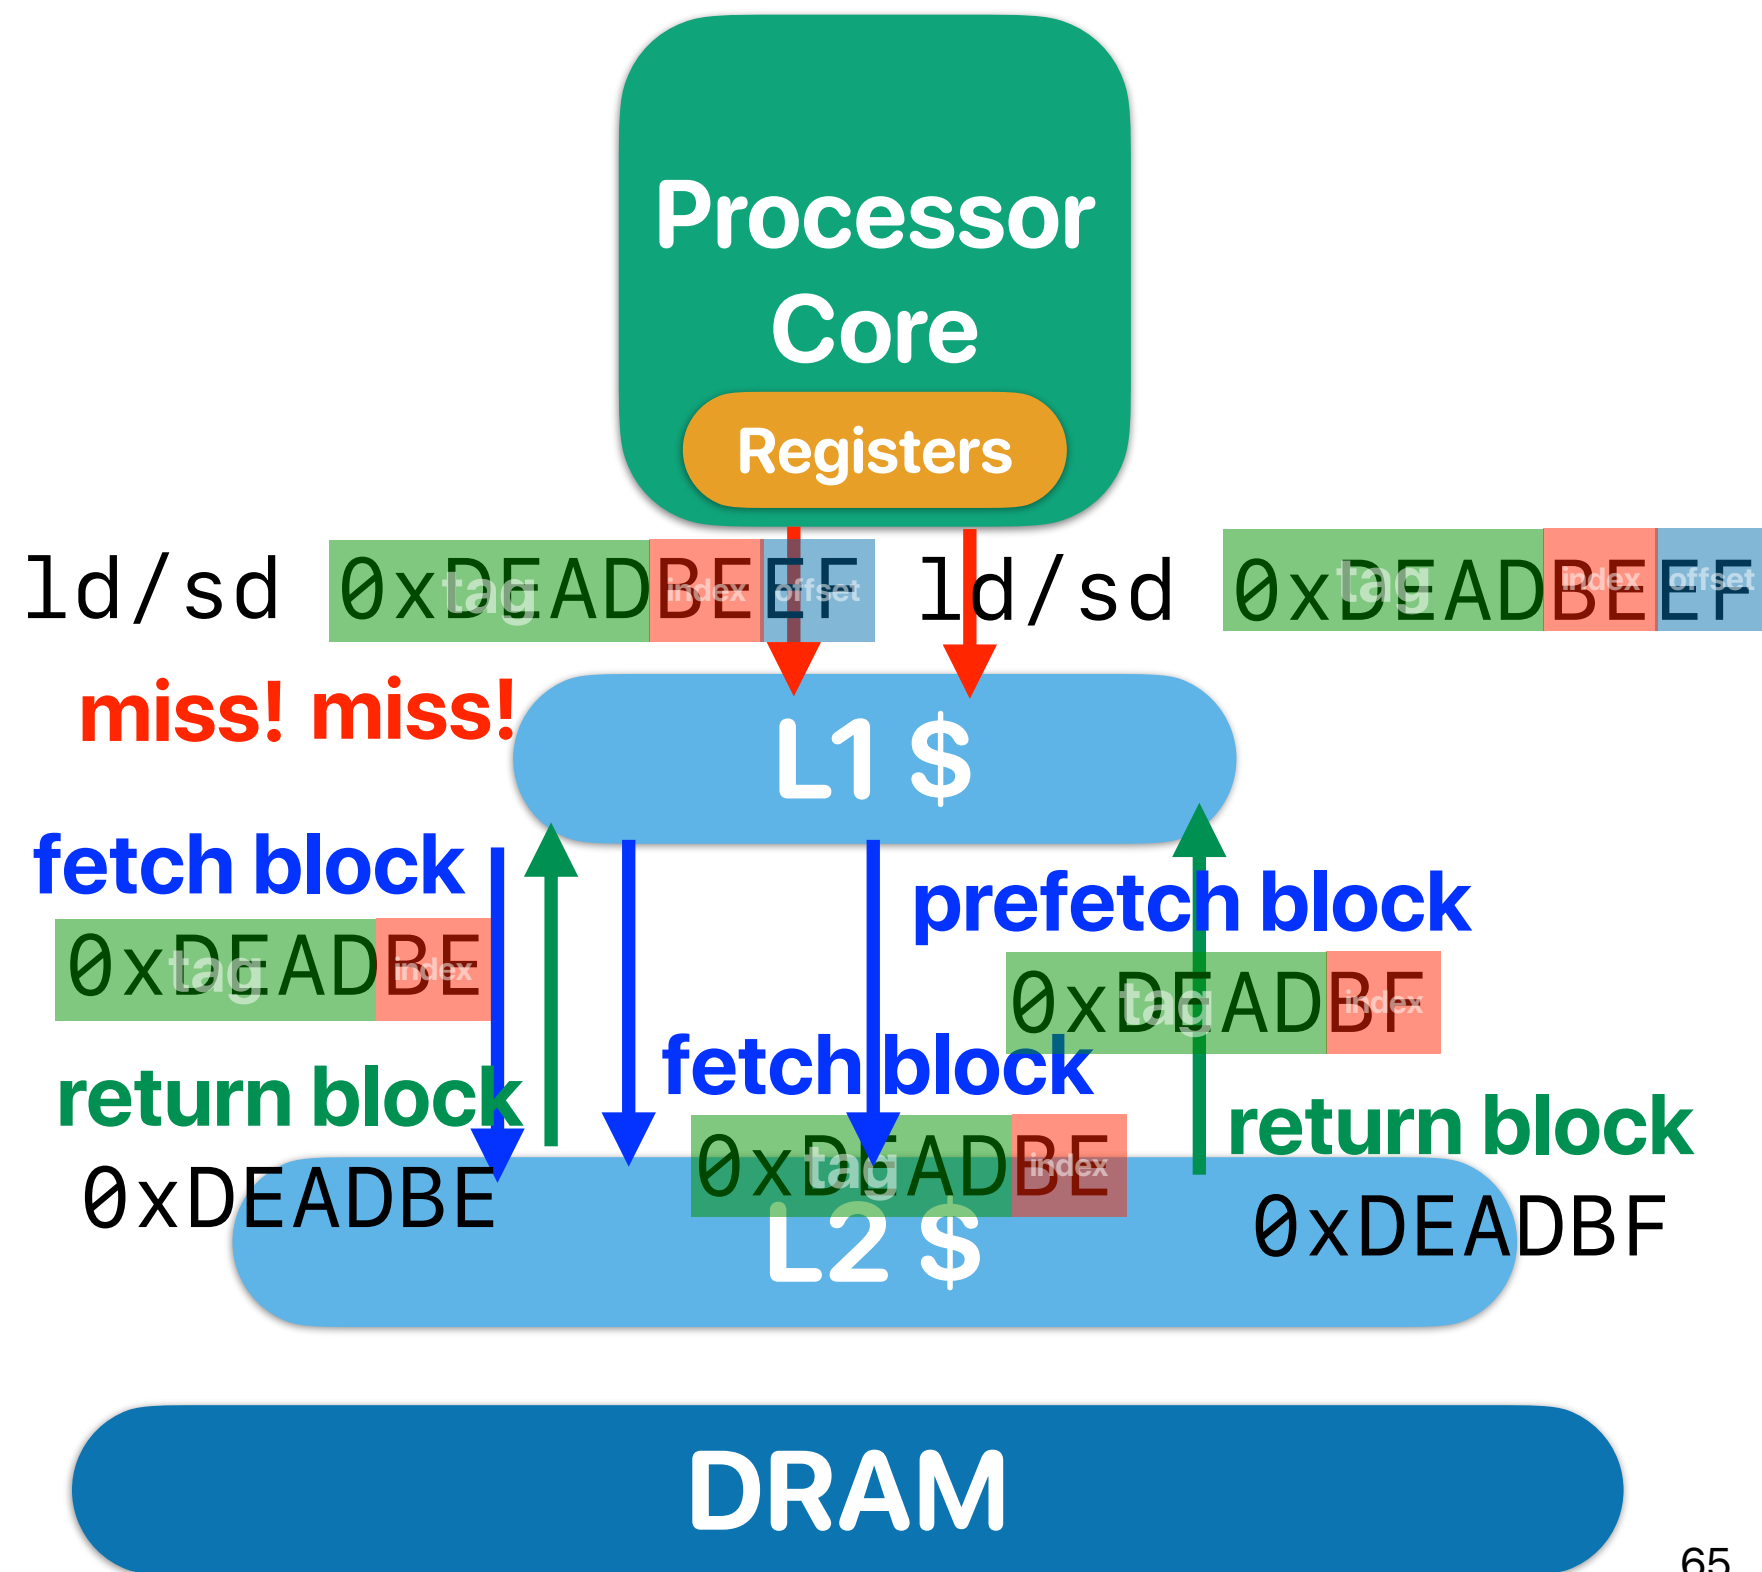 Processor
Core
Registers
ld/sd 0xDEADBEEF
tag index offset
ld/sd 0xDEADBEEF
tag index offset
miss! miss!
L1 $
fetch block
0xDEADBE
tag index
prefetch block
0xDEADBF
tag index
fetch block
0xDEADBE
tag index
return block
0xDEADBE
return block
0xDEADBF
L2 $
DRAM
65